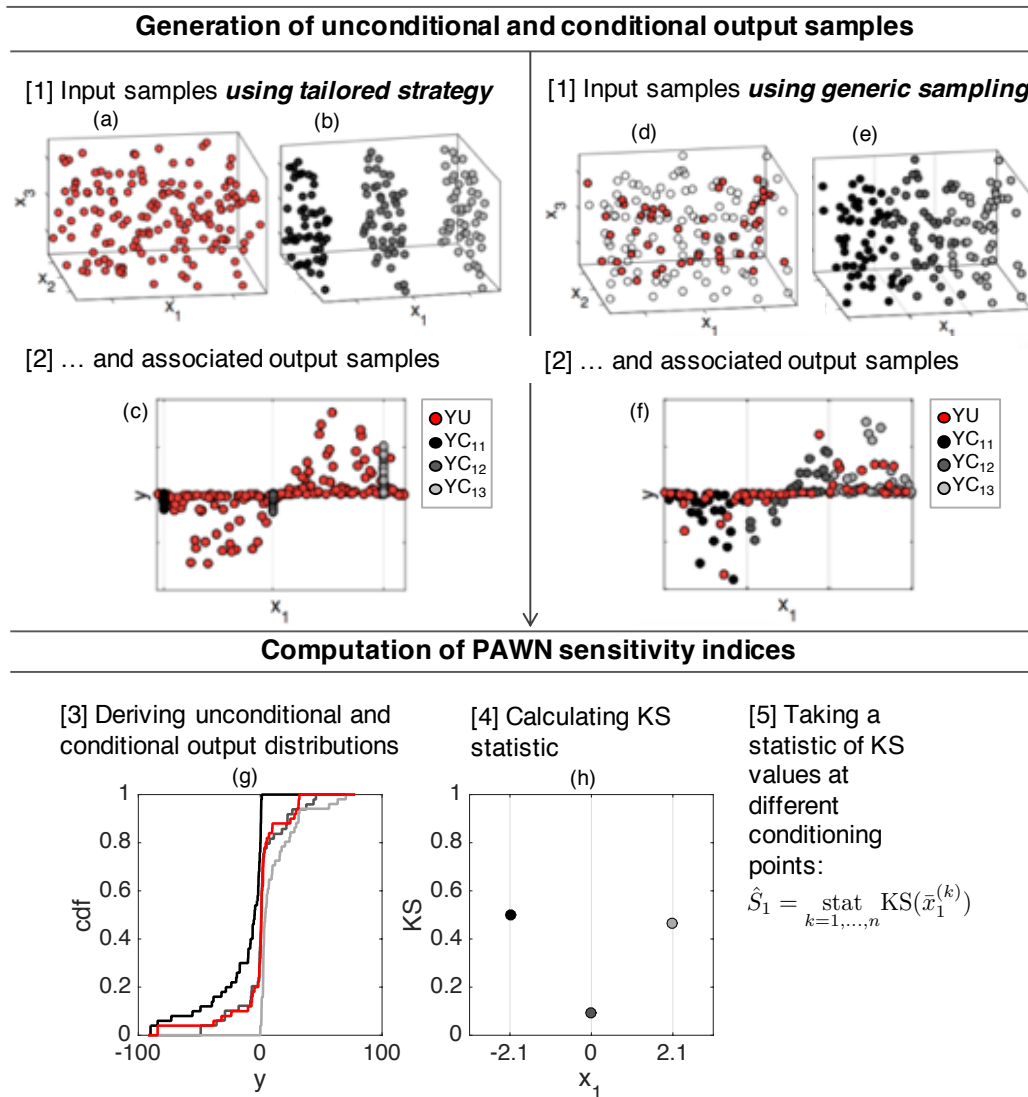 Generation of unconditional and conditional output samples
[1] Input samples using tailored strategy
(a)
(b)
x3
x2
x1
x1
[2] … and associated output samples
(c)
y
x1
YU
YC11
YC12
YC13
[1] Input samples using generic sampling
(d)
(e)
x3
x2
x1
x1
[2] … and associated output samples
(f)
y
x1
YU
YC11
YC12
YC13
Computation of PAWN sensitivity indices
[3] Deriving unconditional and
conditional output distributions
(g)
1
0.8
0.6
0.4
0.2
0
cdf
-100 0 100
y
[4] Calculating KS
statistic
(h)
1
0.8
0.6
0.4
0.2
0
KS
-2.1 0 2.1
x1
[5] Taking a
statistic of KS
values at
different
conditioning
points:
Ŝ1 = stat KS(x̄1^(k))
k=1,...,n